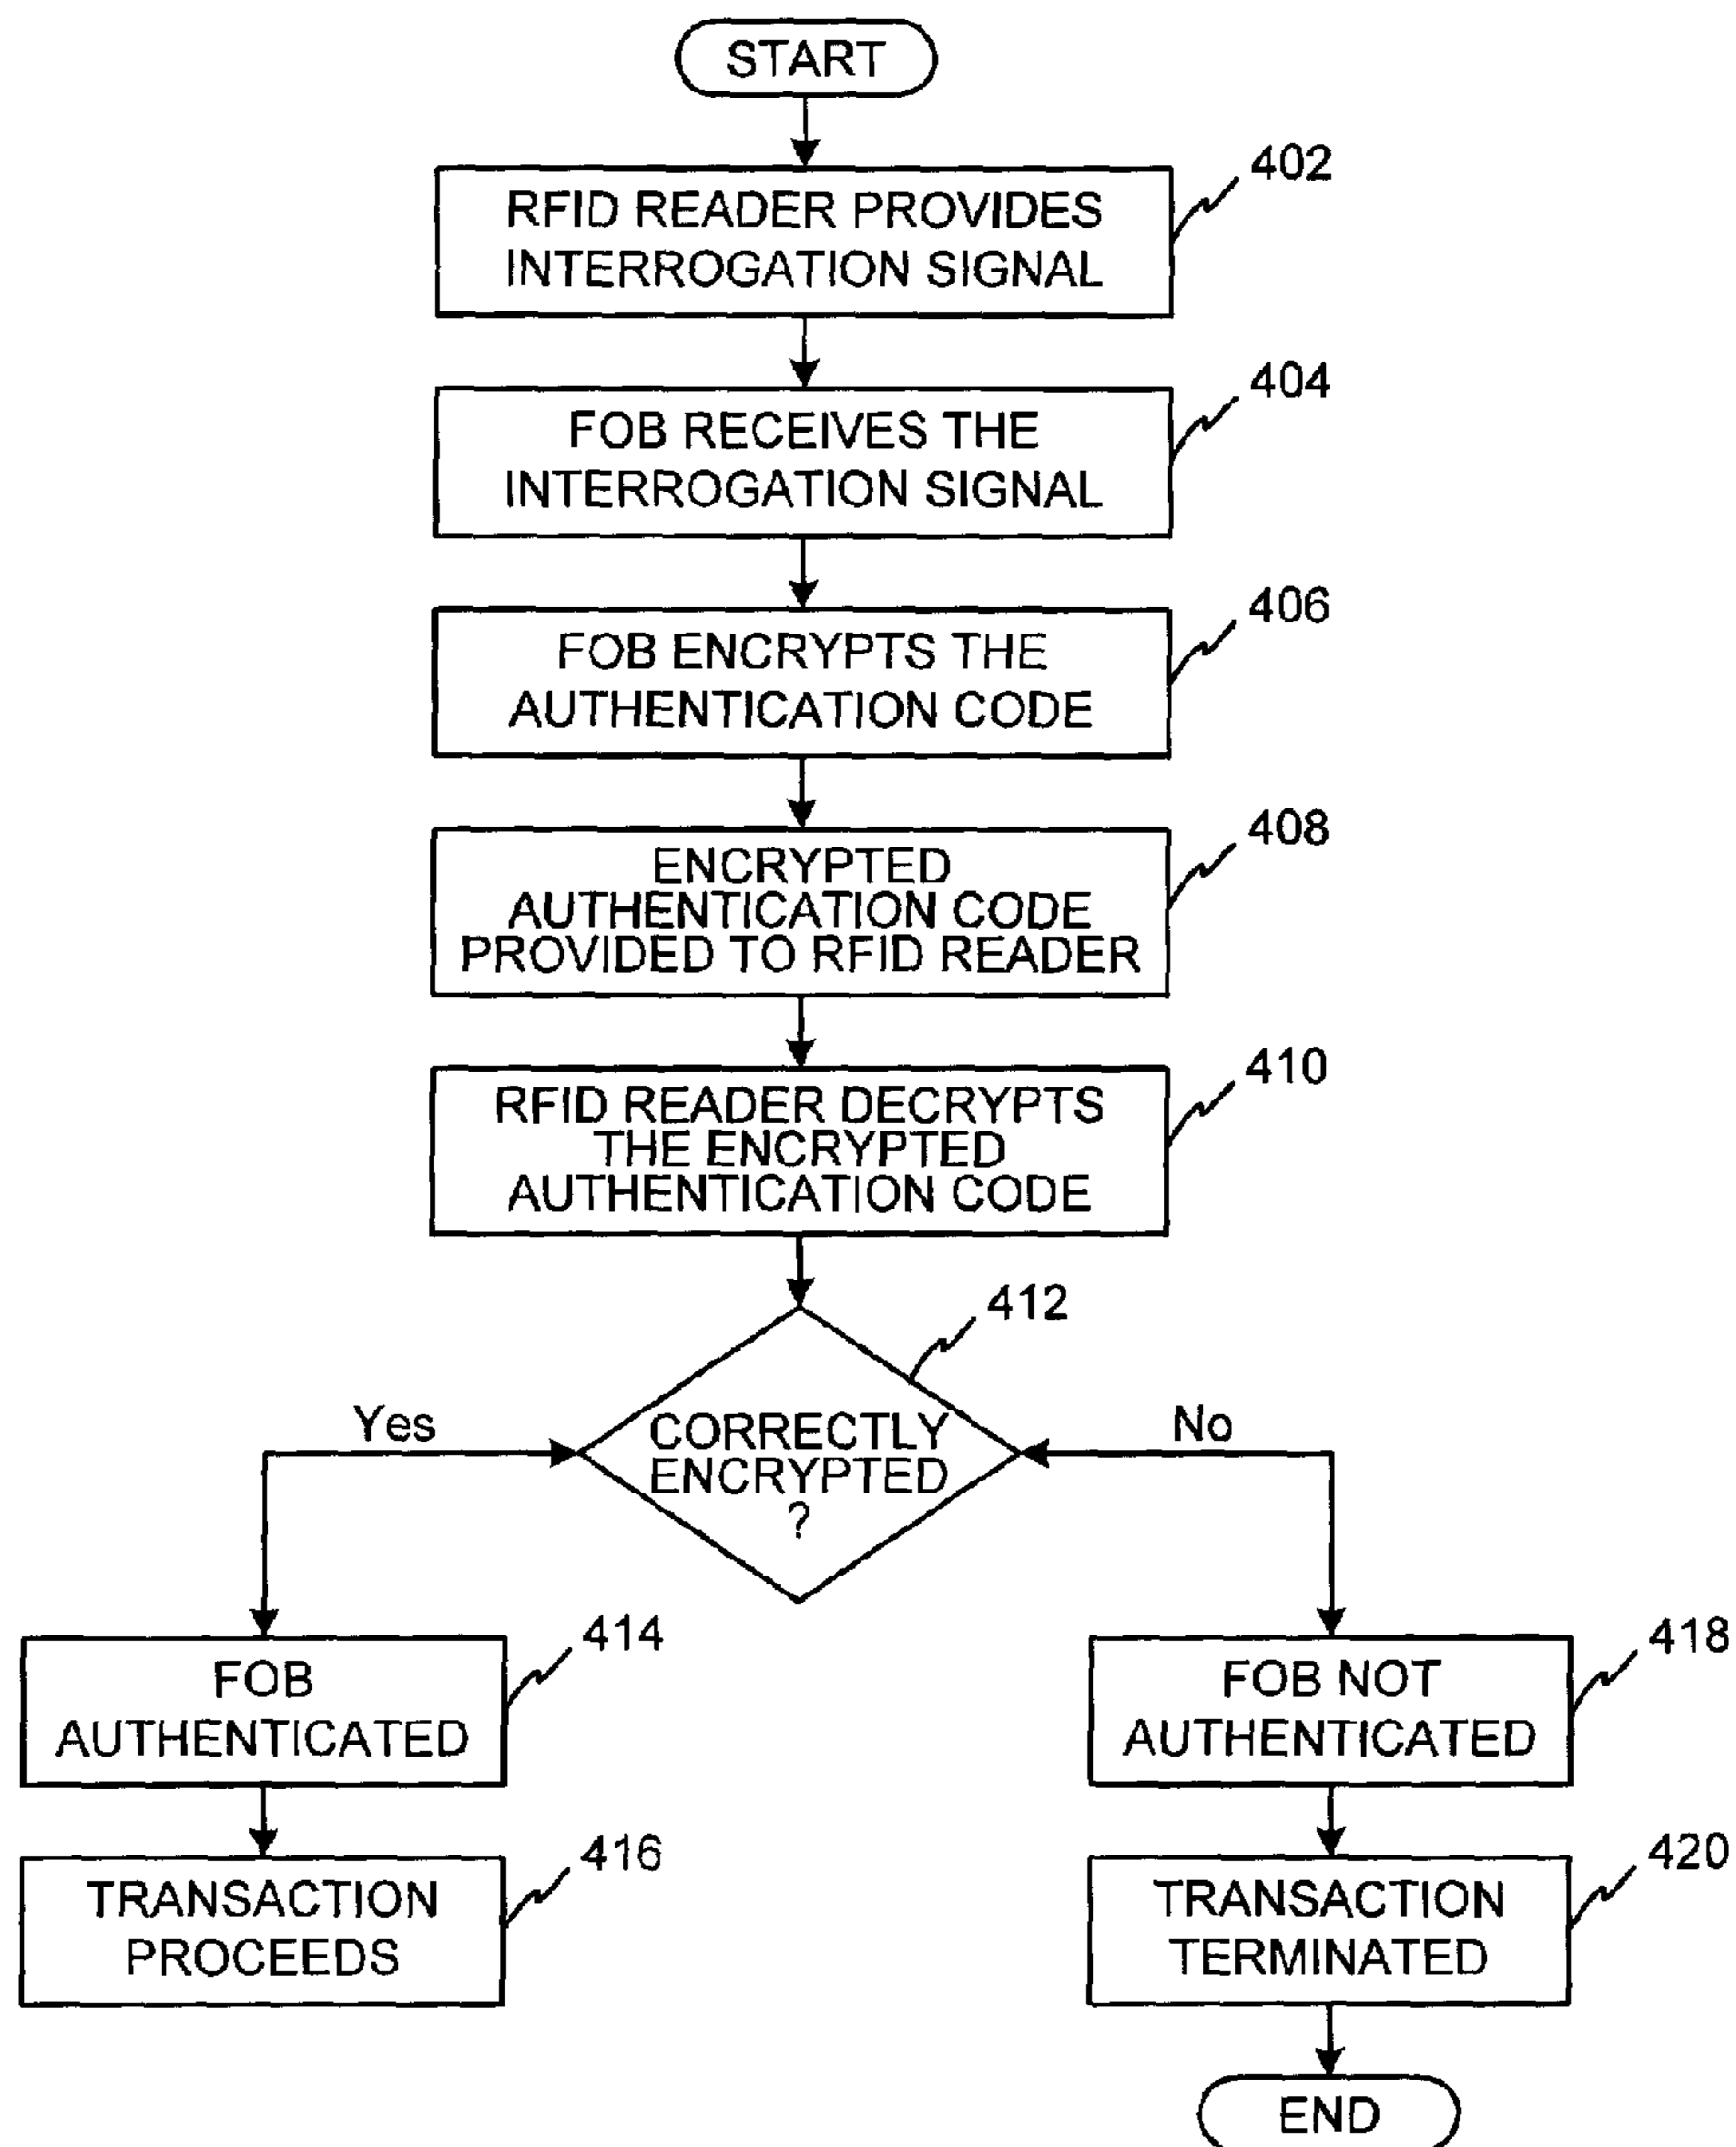 START
402
RFID READER PROVIDES
INTERROGATION SIGNAL
404
FOB RECEIVES THE
INTERROGATION SIGNAL
406
FOB ENCRYPTS THE
AUTHENTICATION CODE
408
ENCRYPTED
AUTHENTICATION CODE
PROVIDED TO RFID READER
410
RFID READER DECRYPTS
THE ENCRYPTED
AUTHENTICATION CODE
412
Yes
CORRECTLY
ENCRYPTED
?
No
414
FOB
AUTHENTICATED
416
TRANSACTION
PROCEEDS
418
FOB NOT
AUTHENTICATED
420
TRANSACTION
TERMINATED
END